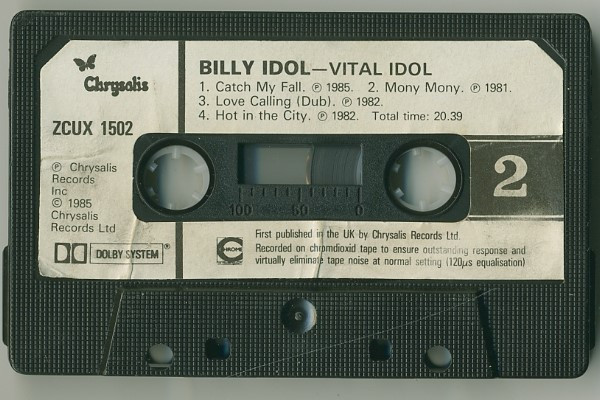 Chrysalis
BILLY IDOL—VITAL IDOL
1. Catch My Fall. ℗ 1985. 2. Mony Mony. ℗ 1981.
3. Love Calling (Dub). ℗ 1982.
4. Hot in the City. ℗ 1982. Total time: 20.39
ZCUX 1502
℗ Chrysalis
Records
Inc
© 1985
Chrysalis
Records Ltd
DOLBY SYSTEM®
100 50 0
2
CHROME
First published in the UK by Chrysalis Records Ltd.
Recorded on chromdioxid tape to ensure outstanding response and
virtually eliminate tape noise at normal setting (120µs equalisation)